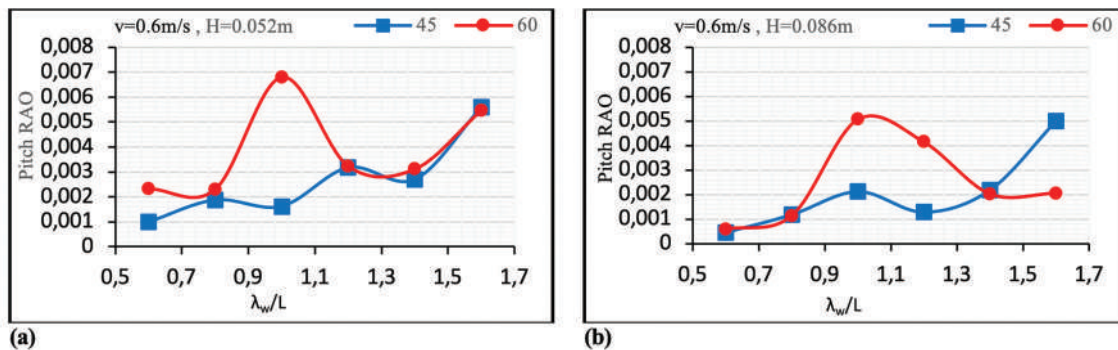 v=0.6m/s , H=0.052m 45 60
0,008
0,007
0,006
0,005
0,004
0,003
0,002
0,001
0
Pitch RAO
0,5 0,7 0,9 1,1 1,3 1,5 1,7
λw/L
(a)
v=0.6m/s , H=0.086m 45 60
0,008
0,007
0,006
0,005
0,004
0,003
0,002
0,001
0
Pitch RAO
0,5 0,7 0,9 1,1 1,3 1,5 1,7
λw/L
(b)